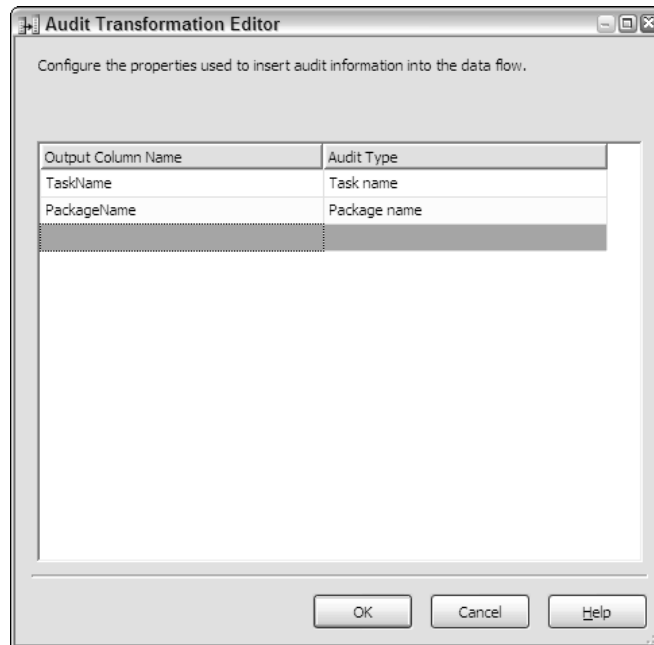 Audit Transformation Editor
Configure the properties used to insert audit information into the data flow.
Output Column Name Audit Type
TaskName Task name
PackageName Package name
OK Cancel Help